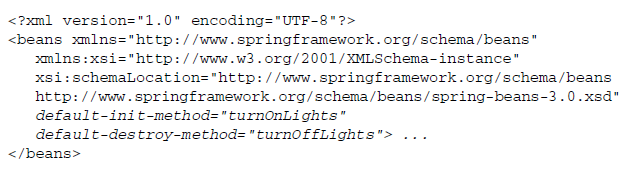 <?xml version="1.0" encoding="UTF-8"?>
<beans xmlns="http://www.springframework.org/schema/beans"
xmlns:xsi="http://www.w3.org/2001/XMLSchema-instance"
xsi:schemaLocation="http://www.springframework.org/schema/beans
http://www.springframework.org/schema/beans/spring-beans-3.0.xsd"
default-init-method="turnOnLights"
default-destroy-method="turnOffLights"> ...
</beans>